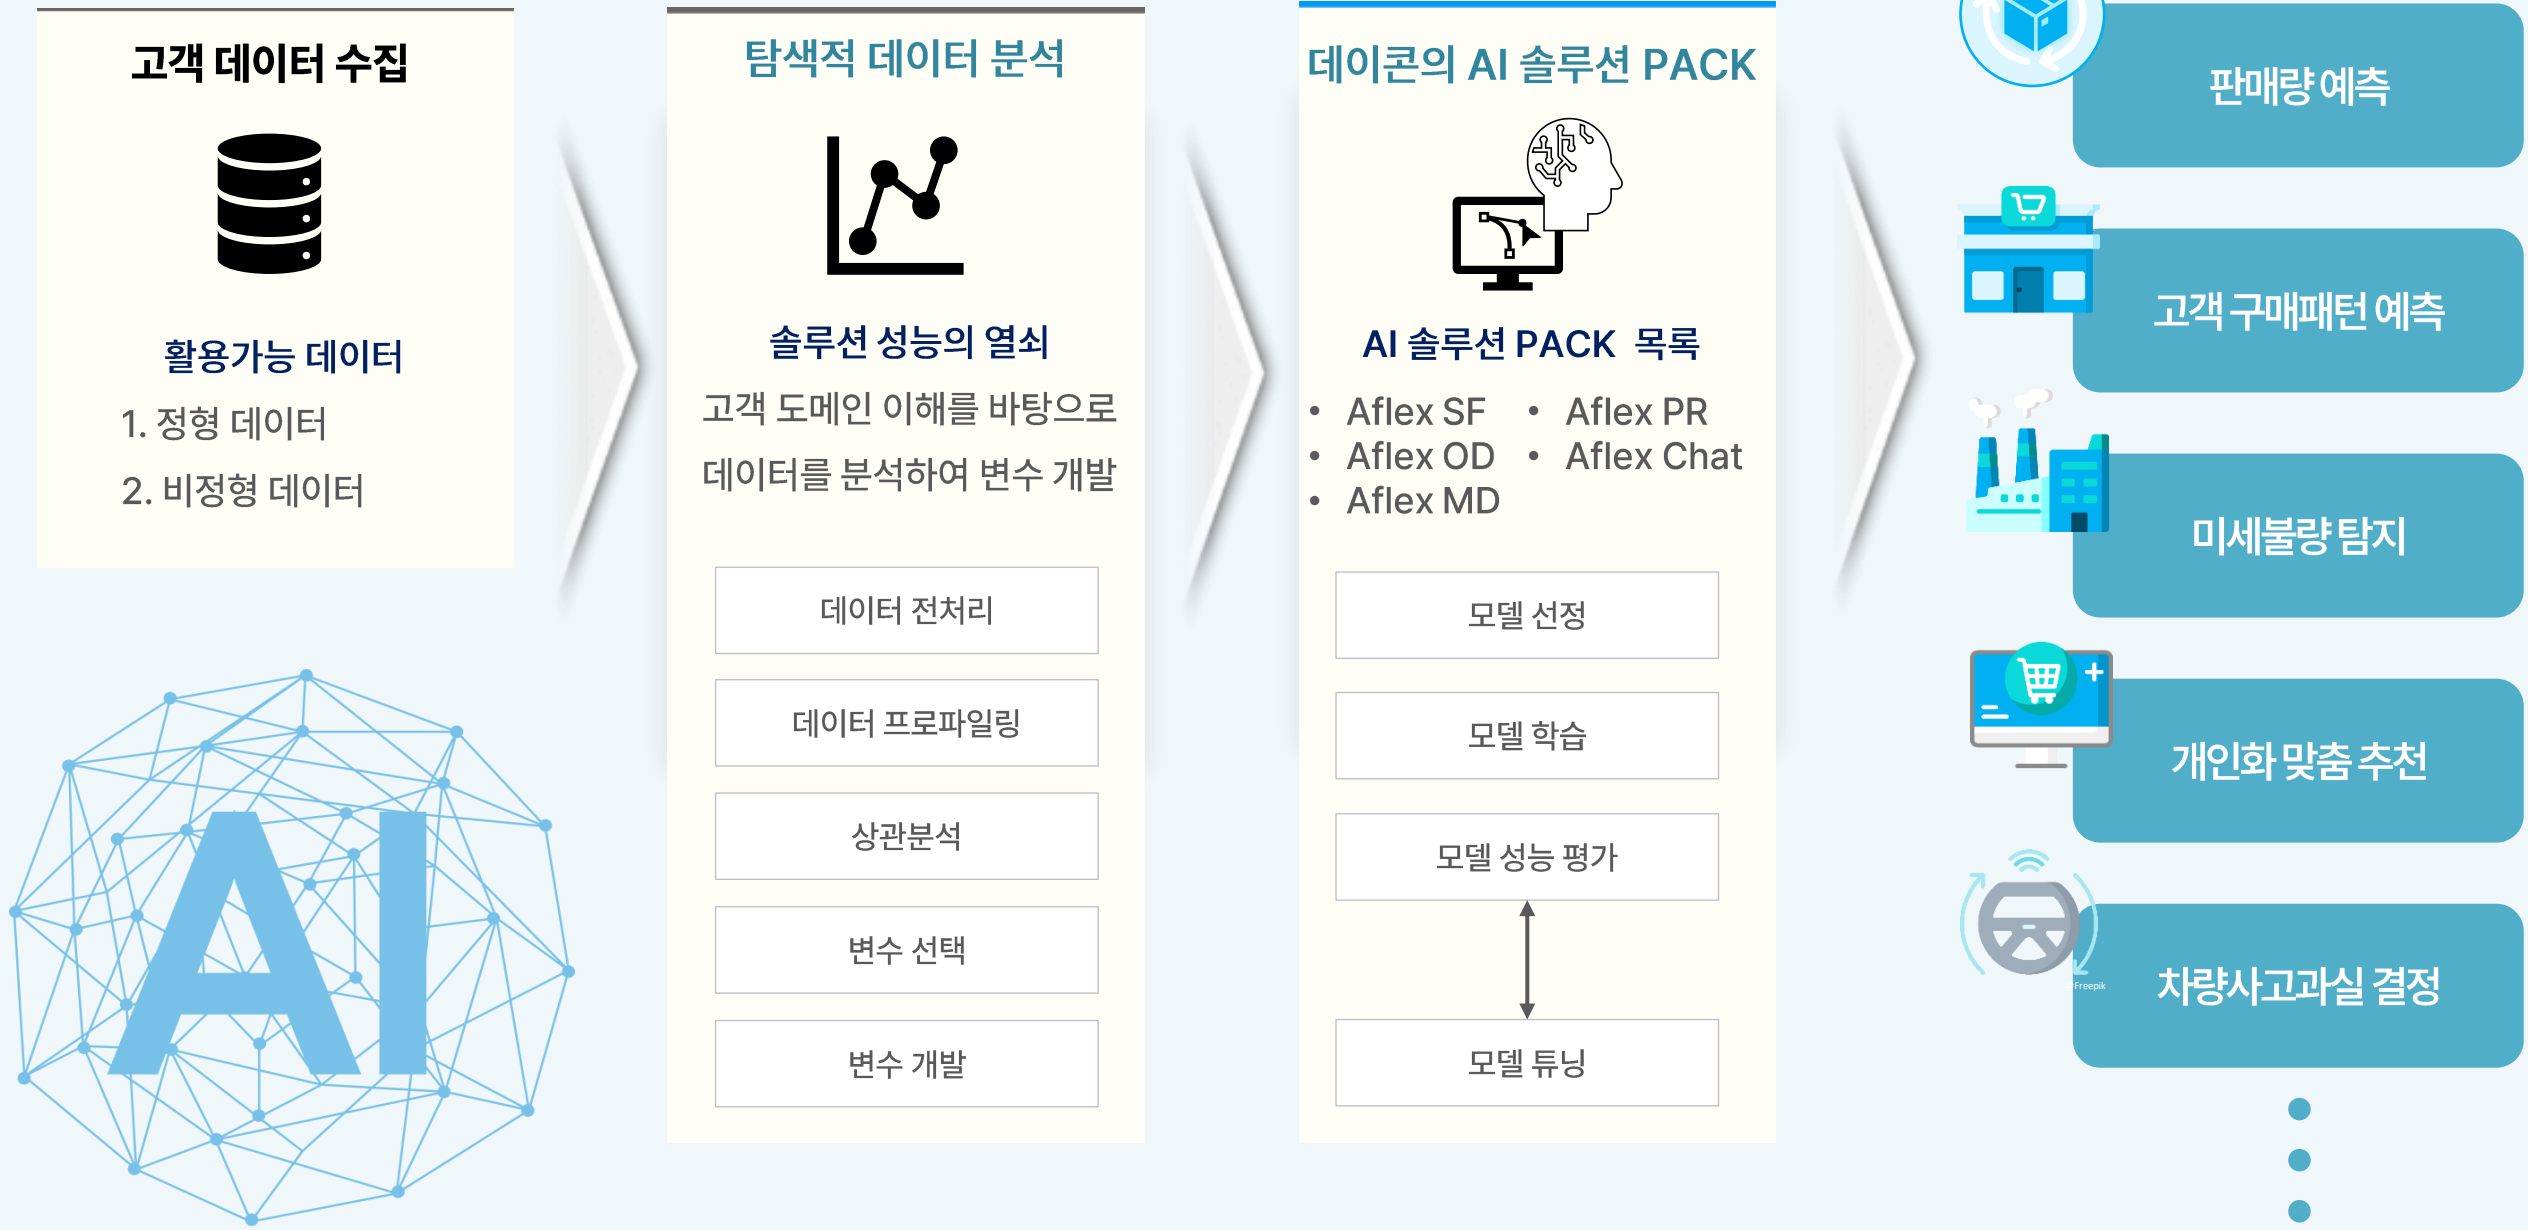 고객 데이터 수집
활용가능 데이터
1. 정형 데이터
2. 비정형 데이터
AI
탐색적 데이터 분석
솔루션 성능의 열쇠
고객 도메인 이해를 바탕으로
데이터를 분석하여 변수 개발
데이터 전처리
데이터 프로파일링
상관분석
변수 선택
변수 개발
데이콘의 AI 솔루션 PACK
AI 솔루션 PACK 목록
• Aflex SF
• Aflex OD
• Aflex MD
• Aflex PR
• Aflex Chat
모델 선정
모델 학습
모델 성능 평가
모델 튜닝
판매량 예측
고객 구매패턴 예측
미세불량 탐지
개인화 맞춤 추천
차량사고과실 결정
Freepik